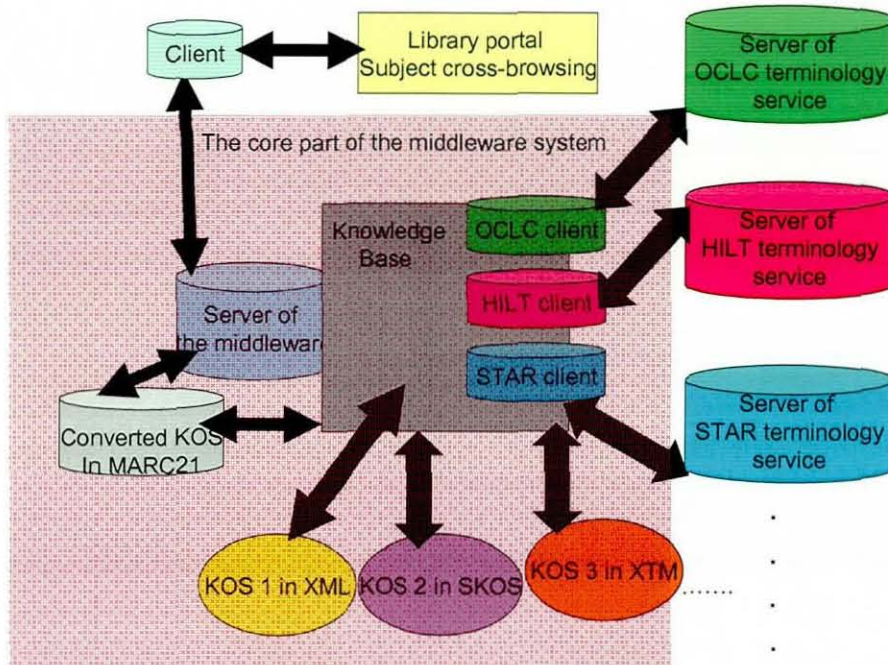 Client
Library portal
Subject cross-browsing
Server of
OCLC terminology
service
The core part of the middleware system
Knowledge
Base
OCLC client
HILT client
STAR client
Server of
HILT terminology
service
Server of
the middleware
Server of
STAR terminology
service
Converted KOS
In MARC21
KOS 1 in XML
KOS 2 in SKOS
KOS 3 in XTM
.......